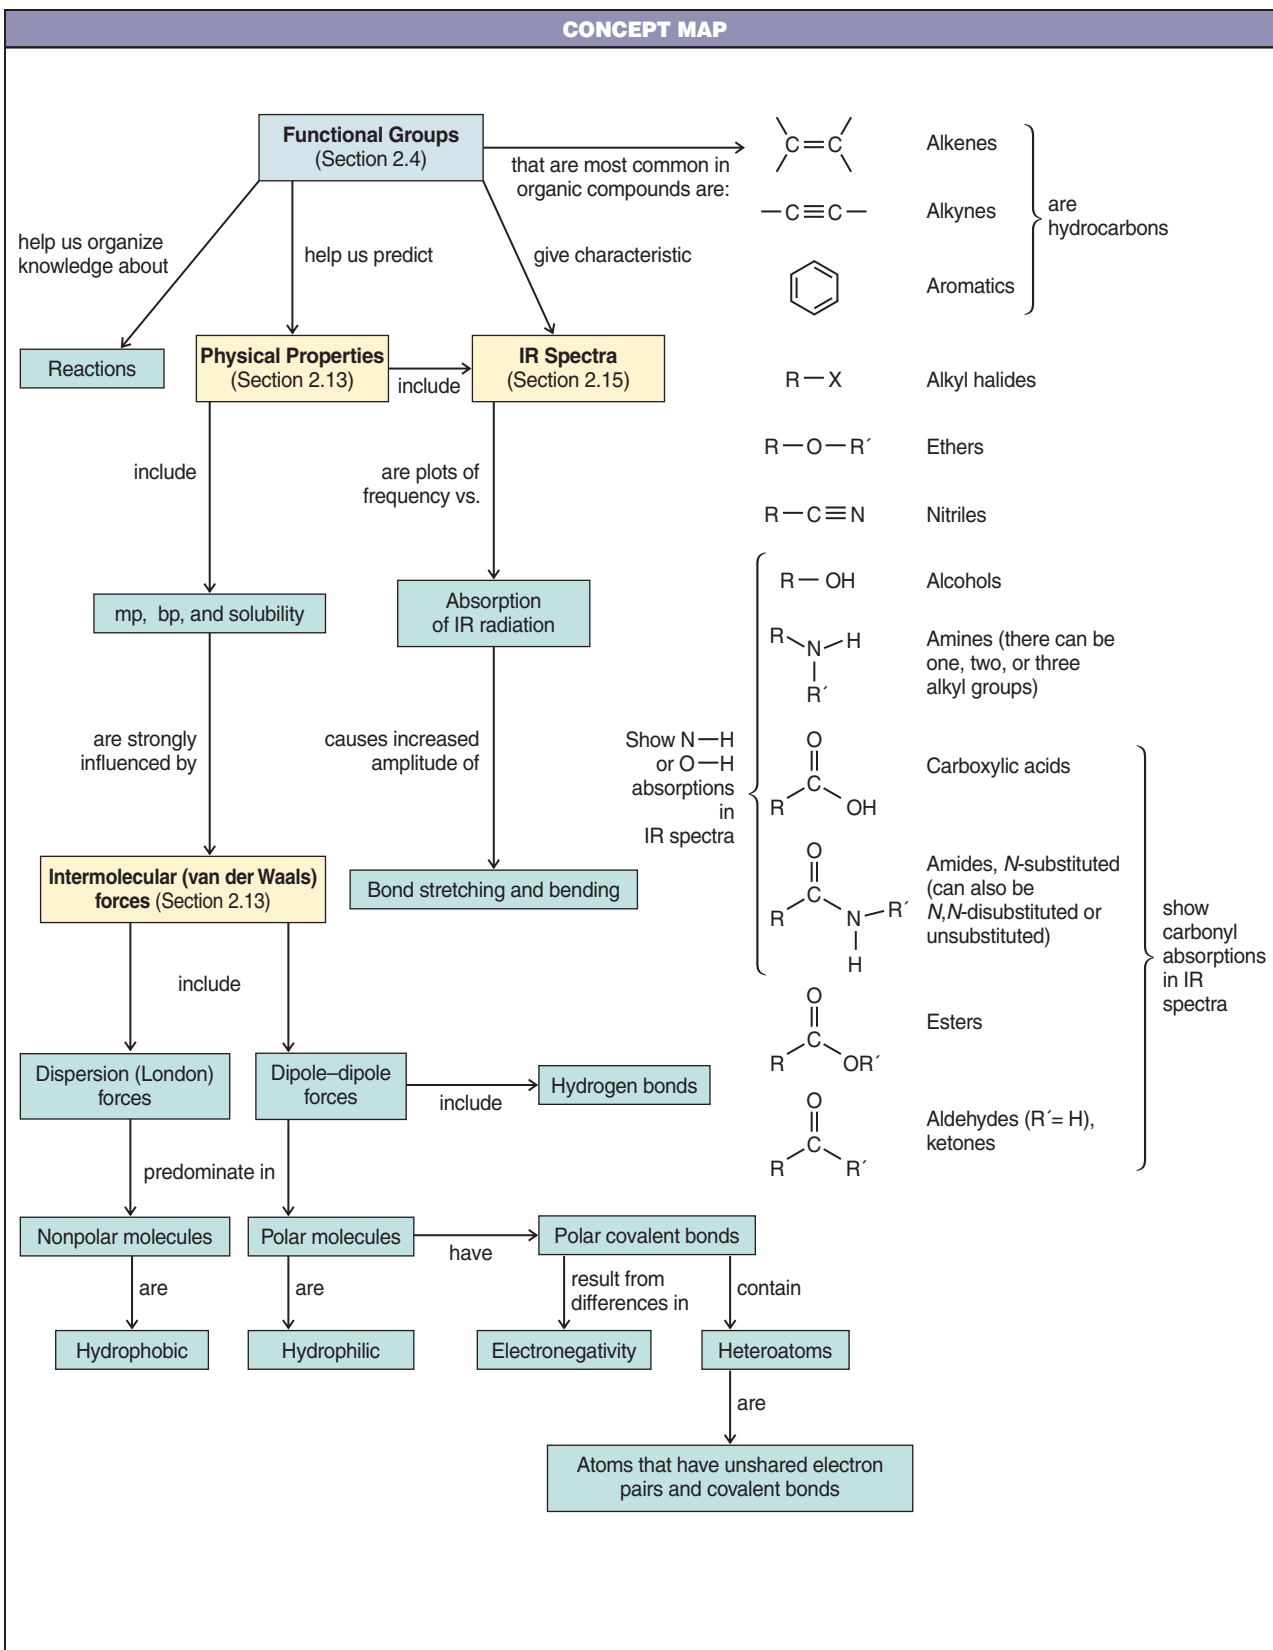 CONCEPT MAP
Functional Groups
(Section 2.4)
that are most common in
organic compounds are:
help us organize
knowledge about
help us predict
give characteristic
Reactions
Physical Properties
(Section 2.13)
include
IR Spectra
(Section 2.15)
include
are plots of
frequency vs.
mp, bp, and solubility
Absorption
of IR radiation
are strongly
influenced by
causes increased
amplitude of
Intermolecular (van der Waals)
forces (Section 2.13)
Bond stretching and bending
include
Dispersion (London)
forces
Dipole–dipole
forces
include
Hydrogen bonds
predominate in
Nonpolar molecules
Polar molecules
have
Polar covalent bonds
are
are
result from
differences in
contain
Hydrophobic
Hydrophilic
Electronegativity
Heteroatoms
are
Atoms that have unshared electron
pairs and covalent bonds
C=C
Alkenes
—C≡C—
Alkynes
Aromatics
are
hydrocarbons
R—X
Alkyl halides
R—O—R´
Ethers
R—C≡N
Nitriles
R—OH
Alcohols
R
N—H
R´
Amines (there can be
one, two, or three
alkyl groups)
Show N—H
or O—H
absorptions
in
IR spectra
O
C
R
OH
Carboxylic acids
O
C
R
N—R´
H
Amides, N-substituted
(can also be
N,N-disubstituted or
unsubstituted)
O
C
R
OR´
Esters
O
C
R
R´
Aldehydes (R´= H),
ketones
show
carbonyl
absorptions
in IR
spectra